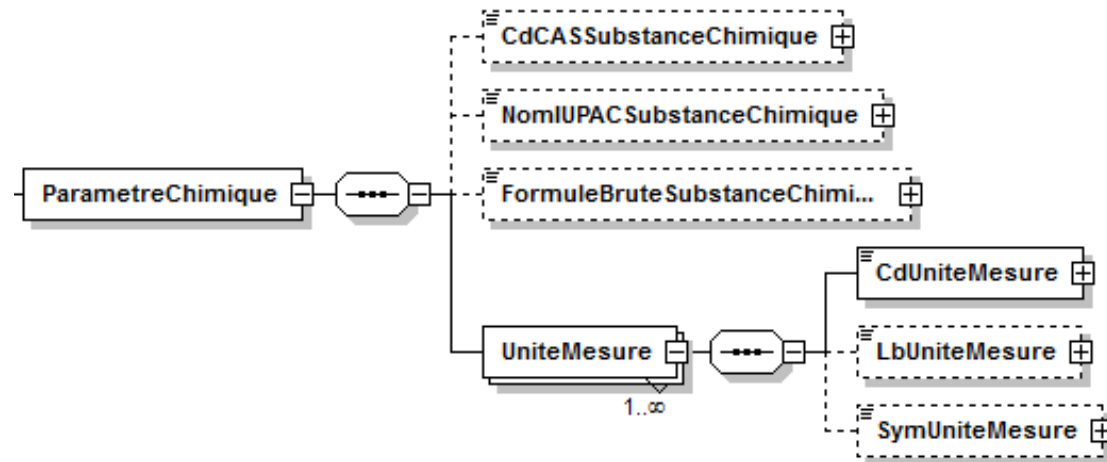 CdCASSubstanceChimique
NomIUPACSubstanceChimique
ParametreChimique
FormuleBruteSubstanceChimi...
CdUniteMesure
UniteMesure
LbUniteMesure
1..∞
SymUniteMesure